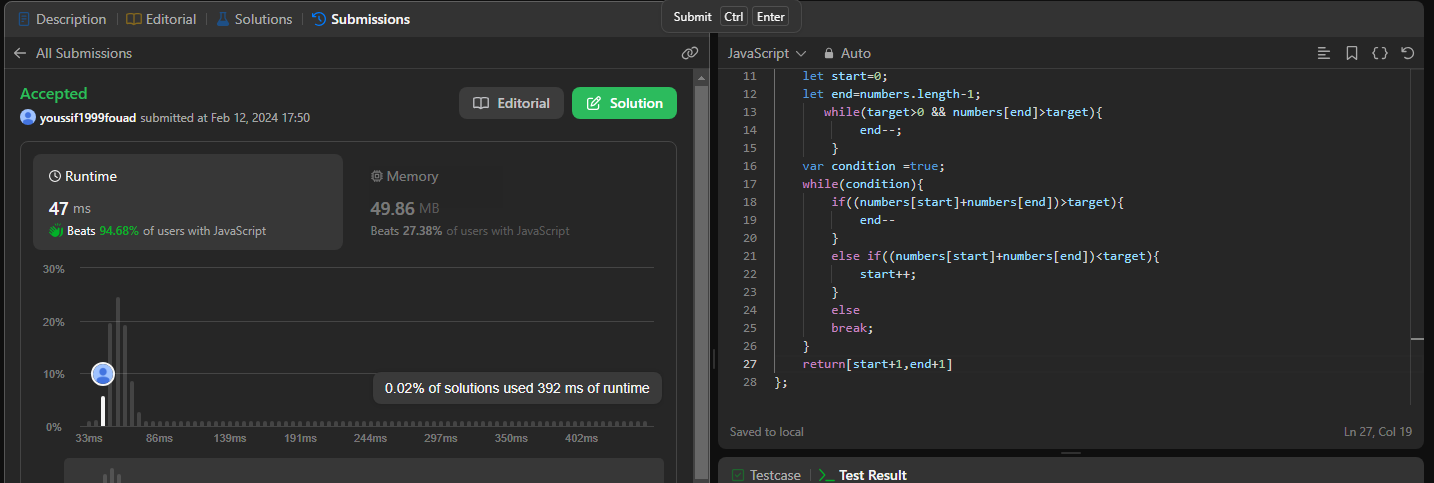 Description | Editorial | Solutions | Submissions
Submit Ctrl Enter
All Submissions
Accepted
youssif1999fouad submitted at Feb 12, 2024 17:50
Editorial
Solution
Runtime
47 ms
Beats 94.68% of users with JavaScript
Memory
49.86 MB
Beats 27.38% of users with JavaScript
30%
20%
10%
0%
0.02% of solutions used 392 ms of runtime
33ms 86ms 139ms 191ms 244ms 297ms 350ms 402ms
JavaScript Auto
11 let start=0;
12 let end=numbers.length-1;
13 while(target>0 && numbers[end]>target){
14 end--;
15 }
16 var condition =true;
17 while(condition){
18 if((numbers[start]+numbers[end])>target){
19 end--
20 }
21 else if((numbers[start]+numbers[end])<target){
22 start++;
23 }
24 else
25 break;
26 }
27 return[start+1,end+1]
28 };
Saved to local
Ln 27, Col 19
Testcase | Test Result